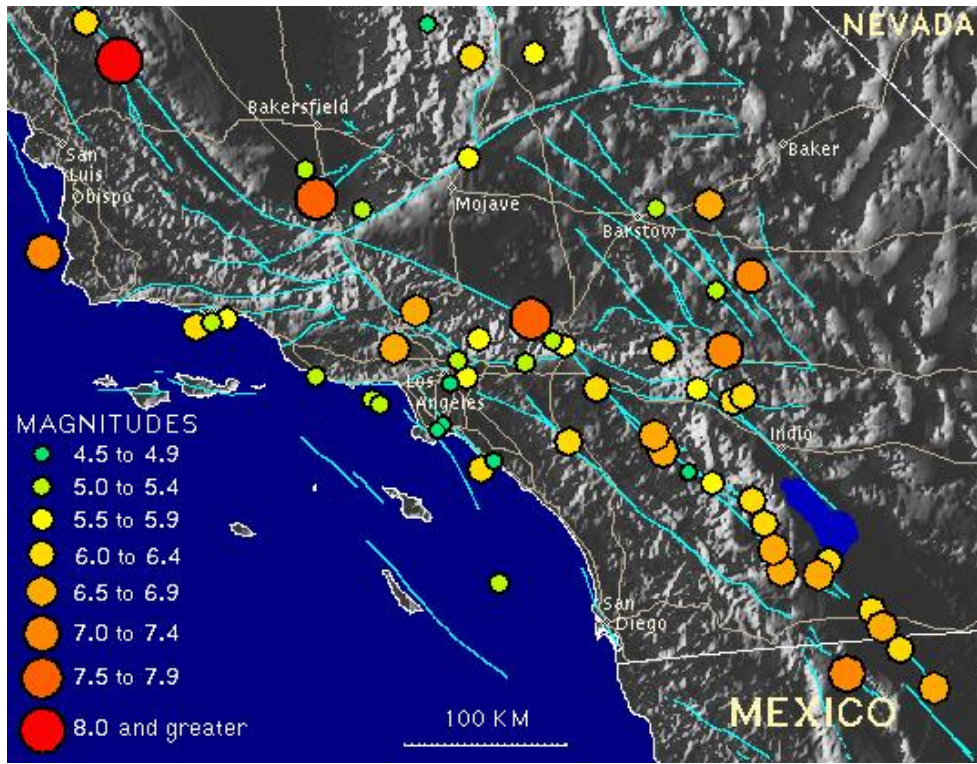 NEVADA
Bakersfield
Baker
San
Luis
Obispo
Mojave
Barstow
Los
Angeles
Indio
MAGNITUDES
4.5 to 4.9
5.0 to 5.4
5.5 to 5.9
6.0 to 6.4
6.5 to 6.9
7.0 to 7.4
7.5 to 7.9
8.0 and greater
San
Diego
MEXICO
100 KM